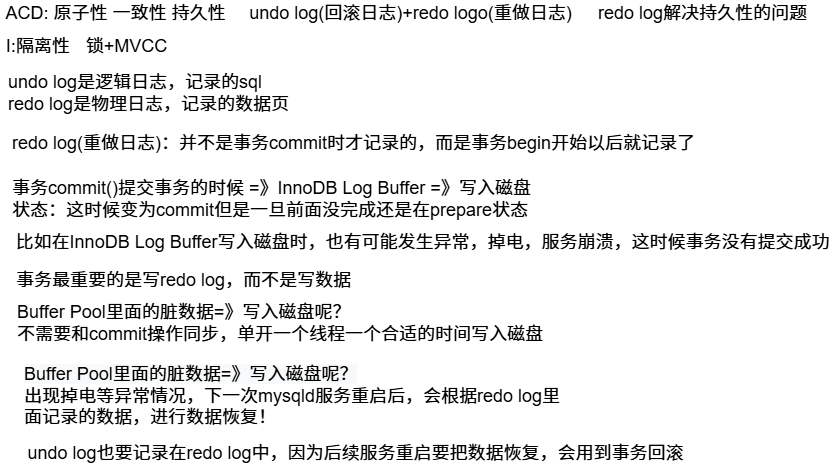 ACD: 原子性 一致性 持久性 undo log(回滚日志)+redo logo(重做日志) redo log解决持久性的问题
I:隔离性 锁+MVCC
undo log是逻辑日志，记录的sql
redo log是物理日志，记录的数据页
redo log(重做日志)：并不是事务commit时才记录的，而是事务begin开始以后就记录了
事务commit()提交事务的时候 =》InnoDB Log Buffer =》写入磁盘
状态：这时候变为commit但是一旦前面没完成还是在prepare状态
比如在InnoDB Log Buffer写入磁盘时，也有可能发生异常，掉电，服务崩溃，这时候事务没有提交成功
事务最重要的是写redo log，而不是写数据
Buffer Pool里面的脏数据=》写入磁盘呢？
不需要和commit操作同步，单开一个线程一个合适的时间写入磁盘
Buffer Pool里面的脏数据=》写入磁盘呢？
出现掉电等异常情况，下一次mysqld服务重启后，会根据redo log里
面记录的数据，进行数据恢复！
undo log也要记录在redo log中，因为后续服务重启要把数据恢复，会用到事务回滚